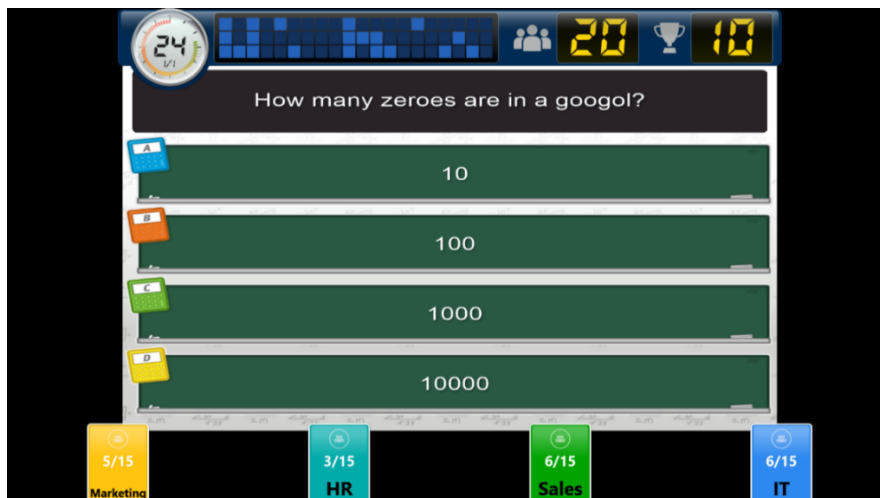 24
1/1
20
10
How many zeroes are in a googol?
A
10
B
100
C
1000
D
10000
5/15
Marketing
3/15
HR
6/15
Sales
6/15
IT